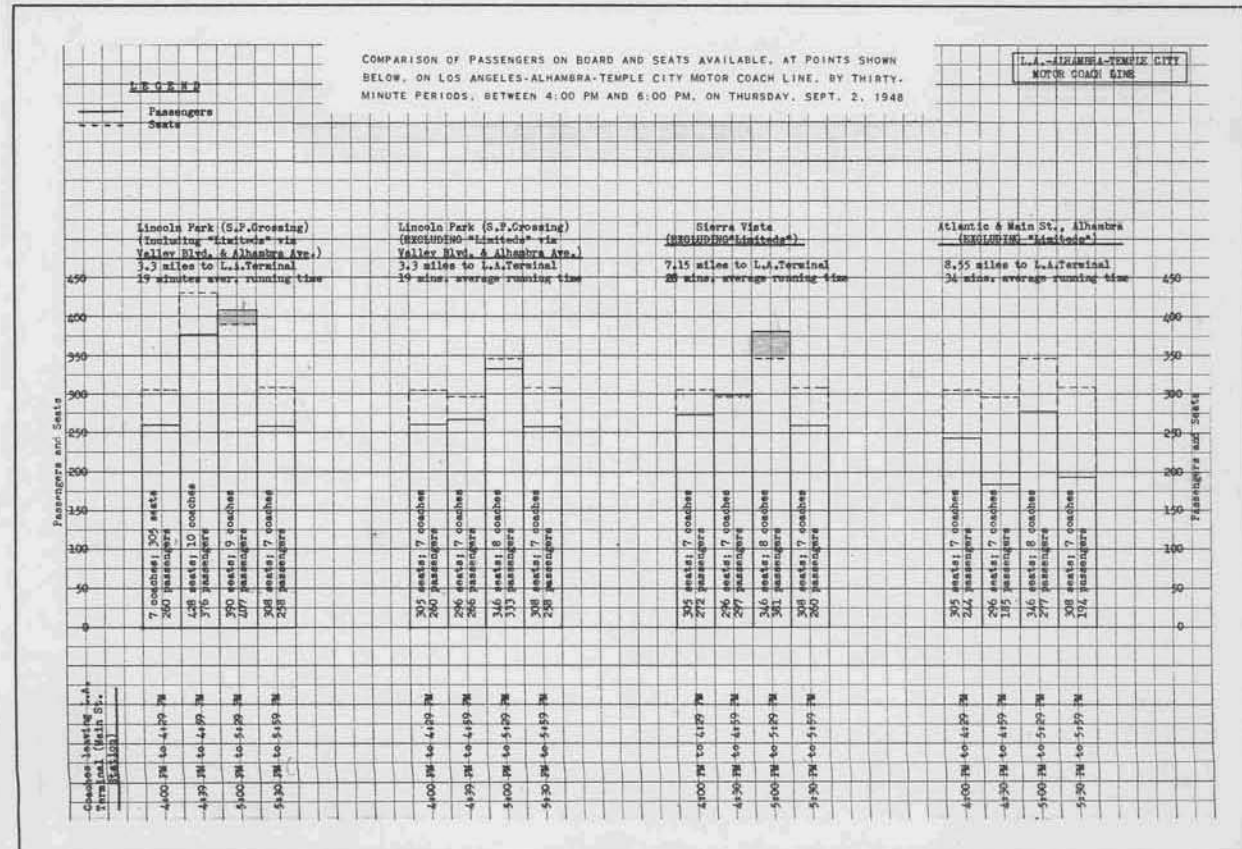 COMPARISON OF PASSENGERS ON BOARD AND SEATS AVAILABLE, AT POINTS SHOWN
BELOW, ON LOS ANGELES-ALHAMBRA-TEMPLE CITY MOTOR COACH LINE, BY THIRTY-
MINUTE PERIODS, BETWEEN 4:00 PM AND 6:00 PM, ON THURSDAY, SEPT. 2, 1948
L.A.-ALHAMBRA-TEMPLE CITY
MOTOR COACH LINE
LEGEND
Passengers
Seats
Lincoln Park (S.P.Crossing)
(Including "Limiteds" via
Valley Blvd. & Alhambra Ave.)
3.3 miles to L.A.Terminal
19 minutes aver. running time
Lincoln Park (S.P.Crossing)
(EXCLUDING "Limiteds" via
Valley Blvd. & Alhambra Ave.)
3.3 miles to L.A.Terminal
19 mins. average running time
Sierra Vista
(EXCLUDING"Limiteds")
7.15 miles to L.A.Terminal
28 mins. average running time
Atlantic & Main St., Alhambra
(EXCLUDING "Limiteds")
8.55 miles to L.A.Terminal
34 mins. average running time
Passengers and Seats
450
400
350
300
250
200
150
100
50
0
7 coaches; 305 seats
260 passengers
428 seats; 10 coaches
376 passengers
390 seats; 9 coaches
407 passengers
308 seats; 7 coaches
258 passengers
305 seats; 7 coaches
260 passengers
296 seats; 7 coaches
266 passengers
346 seats; 8 coaches
333 passengers
308 seats; 7 coaches
258 passengers
305 seats; 7 coaches
272 passengers
296 seats; 7 coaches
297 passengers
346 seats; 8 coaches
381 passengers
308 seats; 7 coaches
260 passengers
305 seats; 7 coaches
244 passengers
296 seats; 7 coaches
185 passengers
346 seats; 8 coaches
277 passengers
308 seats; 7 coaches
194 passengers
450
400
350
300
250
200
150
100
50
0
Passengers and Seats
Coaches leaving L.A.
Terminal (Main St.
Station)
4:00 PM to 4:29 PM
4:39 PM to 4:59 PM
5:00 PM to 5:29 PM
5:30 PM to 5:59 PM
4:00 PM to 4:29 PM
4:39 PM to 4:59 PM
5:00 PM to 5:29 PM
5:30 PM to 5:59 PM
4:00 PM to 4:29 PM
4:30 PM to 4:59 PM
5:00 PM to 5:29 PM
5:30 PM to 5:59 PM
4:00 PM to 4:29 PM
4:30 PM to 4:59 PM
5:00 PM to 5:29 PM
5:30 PM to 5:59 PM